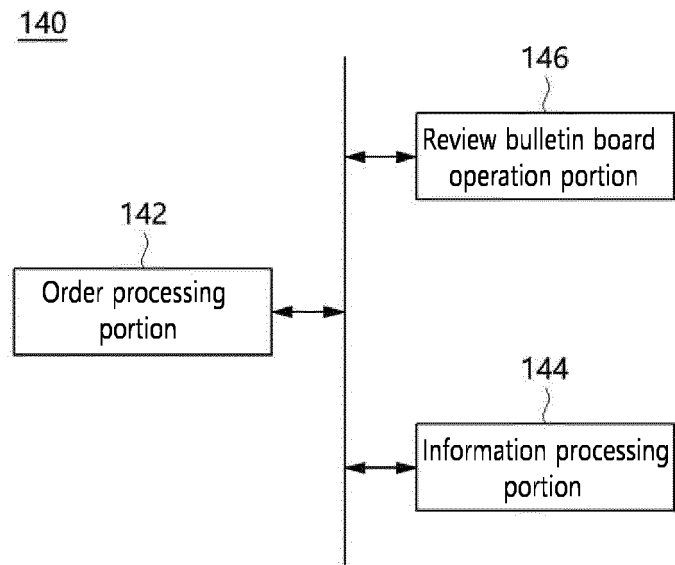 140
146
Review bulletin board
operation portion
142
Order processing
portion
144
Information processing
portion